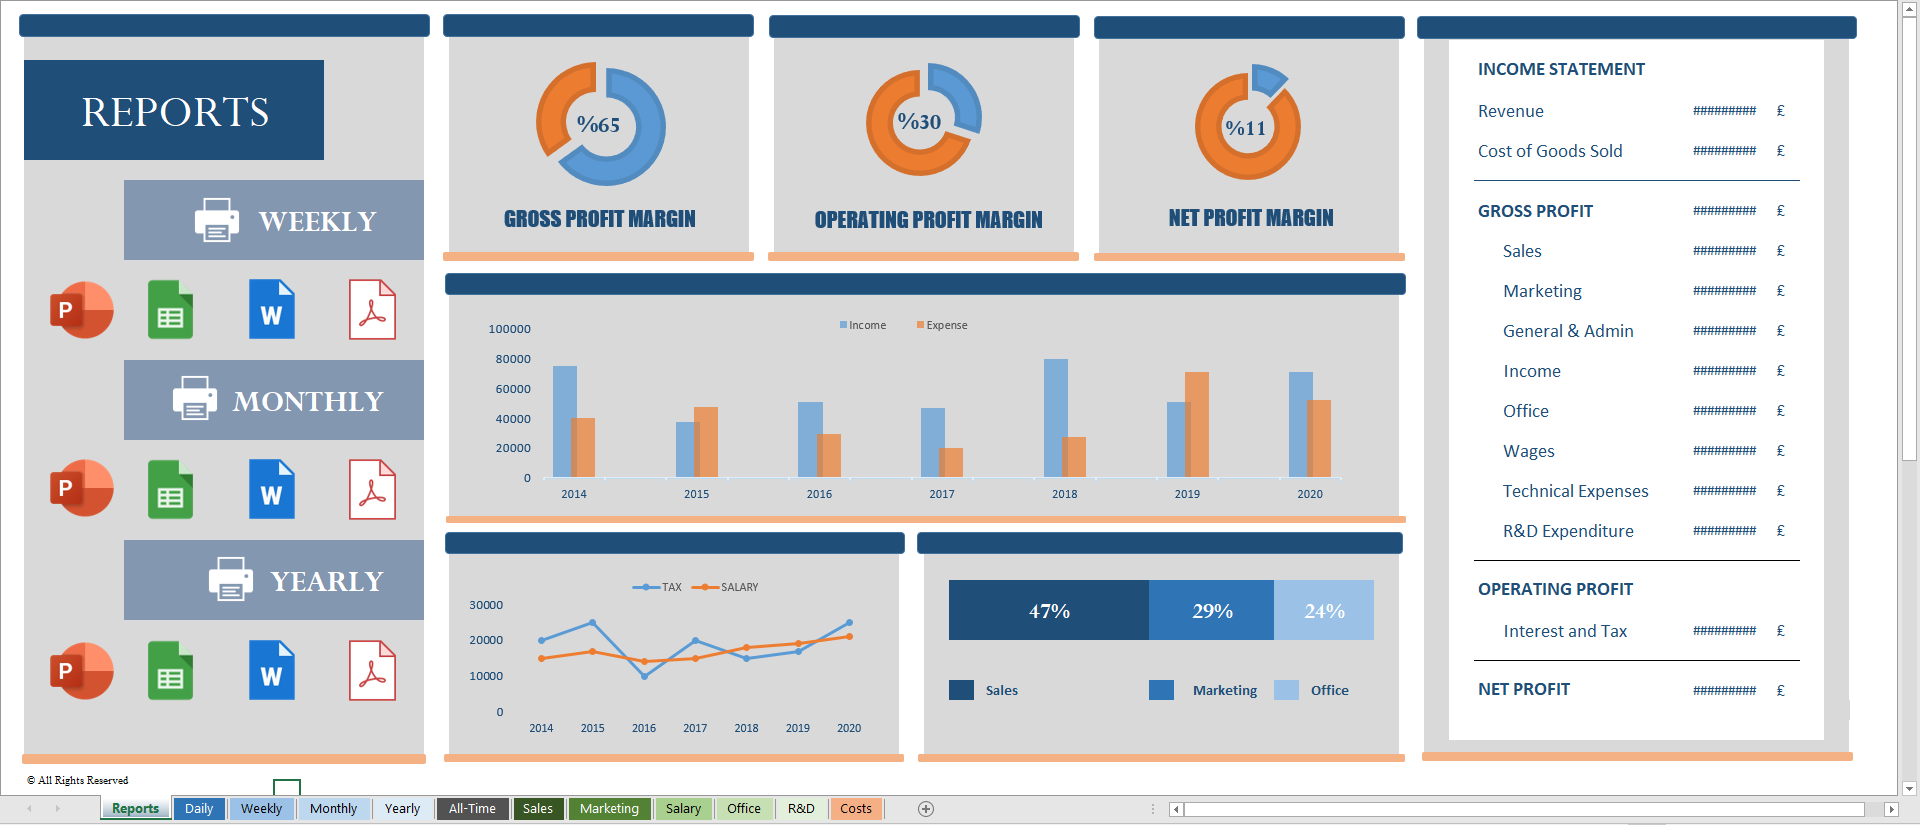 REPORTS
WEEKLY
P
W
MONTHLY
P
W
YEARLY
P
W
© All Rights Reserved
%65
GROSS PROFIT MARGIN
%30
OPERATING PROFIT MARGIN
%11
NET PROFIT MARGIN
Income Expense
100000
80000
60000
40000
20000
0
2014 2015 2016 2017 2018 2019 2020
TAX SALARY
30000
20000
10000
0
2014 2015 2016 2017 2018 2019 2020
47% 29% 24%
Sales Marketing Office
INCOME STATEMENT
Revenue ######### ₤
Cost of Goods Sold ######### ₤
GROSS PROFIT ######### ₤
Sales ######### ₤
Marketing ######### ₤
General & Admin ######### ₤
Income ######### ₤
Office ######### ₤
Wages ######### ₤
Technical Expenses ######### ₤
R&D Expenditure ######### ₤
OPERATING PROFIT
Interest and Tax ######### ₤
NET PROFIT ######### ₤
Reports Daily Weekly Monthly Yearly All-Time Sales Marketing Salary Office R&D Costs